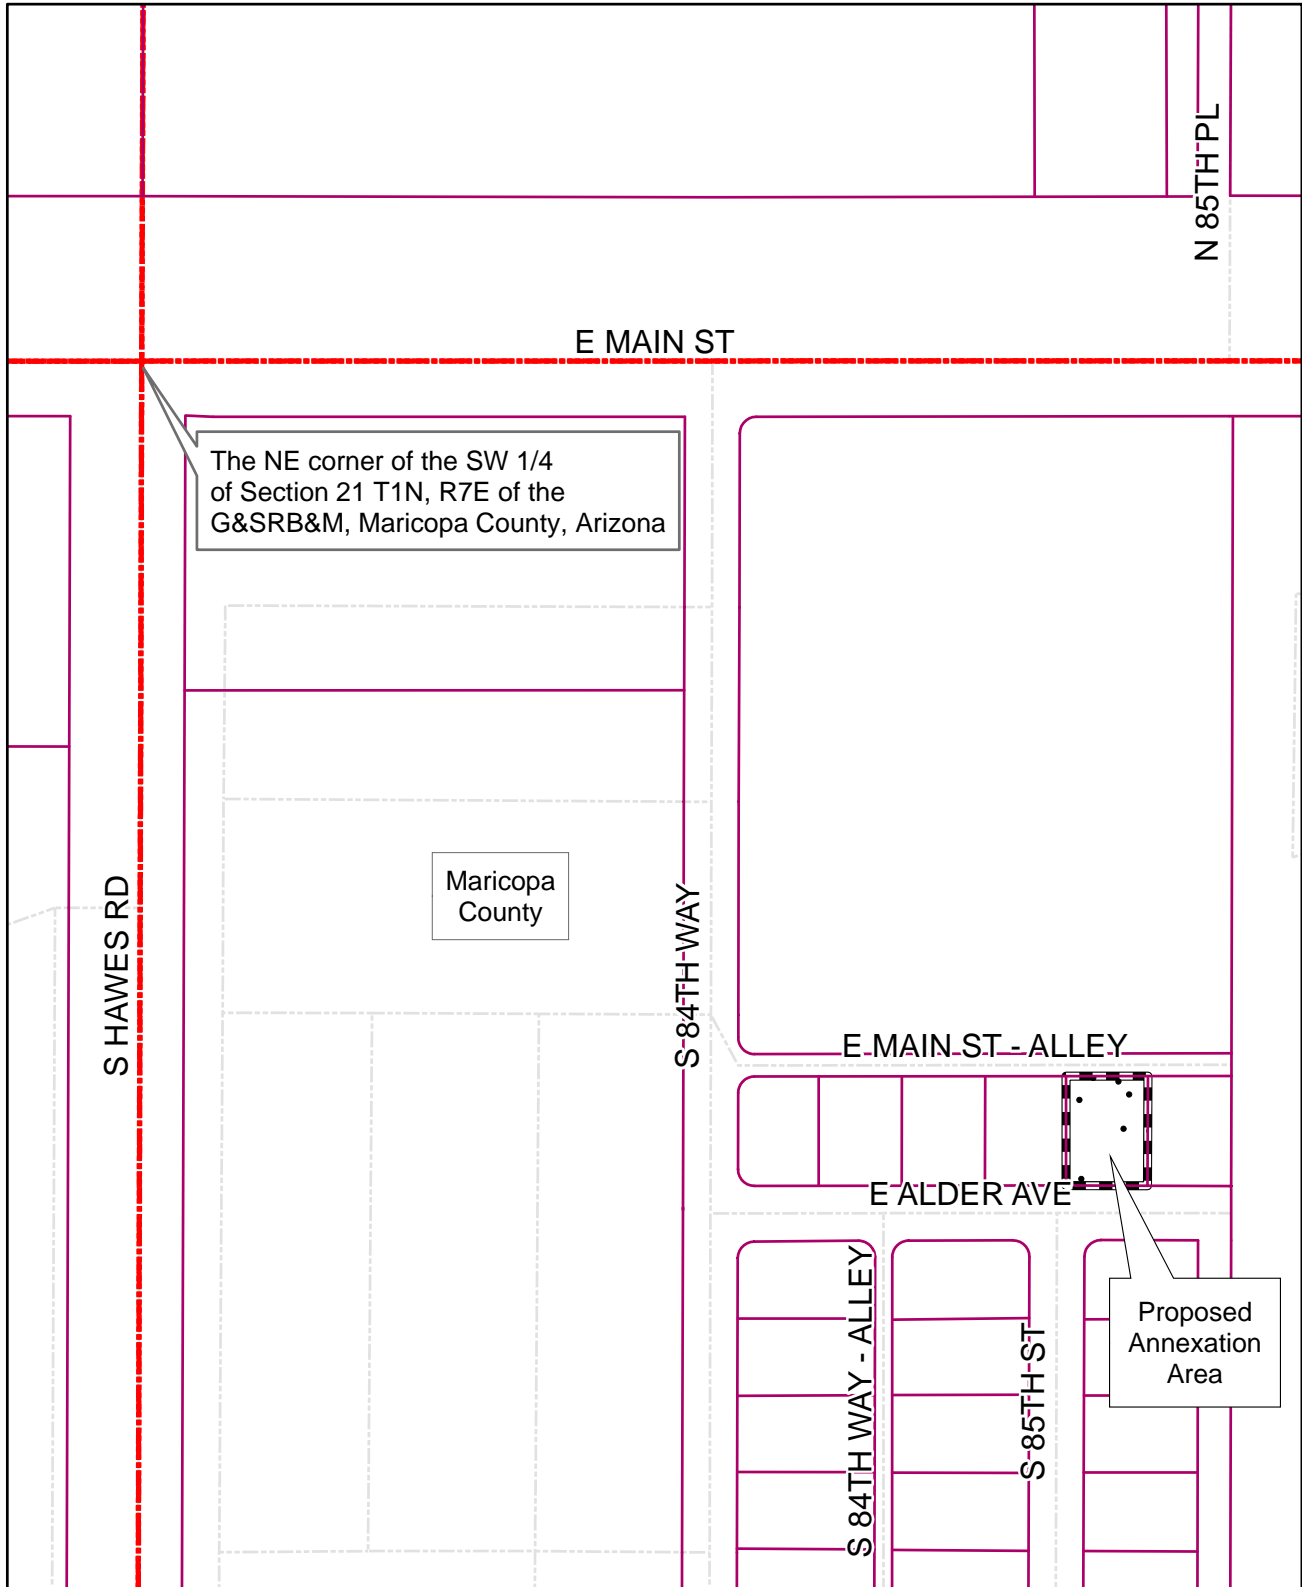 N 85TH PL
E MAIN ST
The NE corner of the SW 1/4
of Section 21 T1N, R7E of the
G&SRB&M, Maricopa County, Arizona
Maricopa
County
S HAWES RD
S 84TH WAY
E MAIN ST - ALLEY
E ALDER AVE
S 84TH WAY - ALLEY
S 85TH ST
Proposed
Annexation
Area